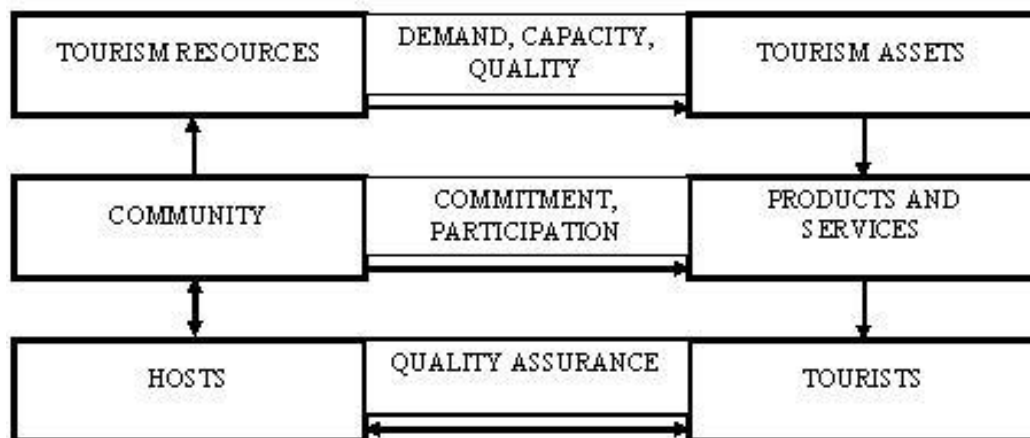 TOURISM RESOURCES
DEMAND, CAPACITY,
QUALITY
TOURISM ASSETS
COMMUNITY
COMMITMENT,
PARTICIPATION
PRODUCTS AND
SERVICES
HOSTS
QUALITY ASSURANCE
TOURISTS